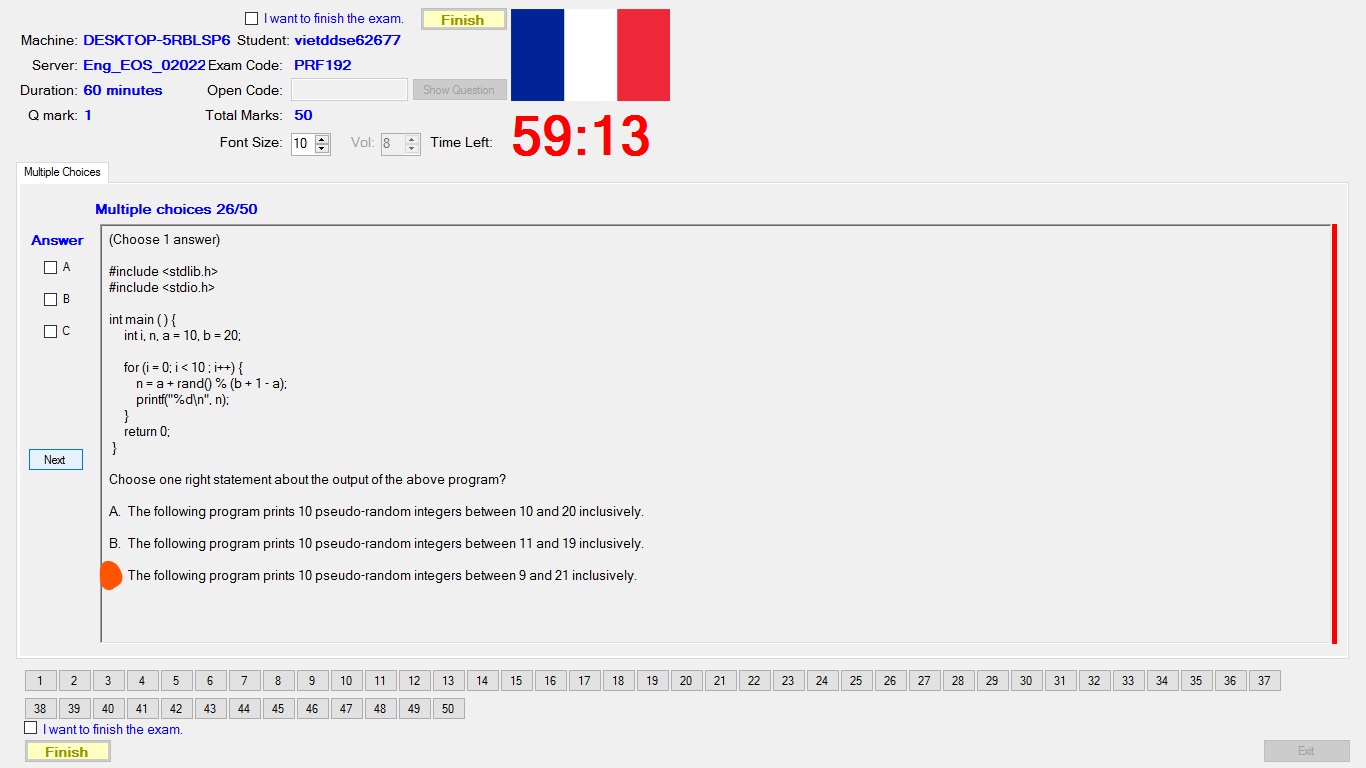 I want to finish the exam. Finish
Machine: DESKTOP-5RBLSP6 Student: vietddse62677
Server: Eng_EOS_02022 Exam Code: PRF192
Duration: 60 minutes Open Code: Show Question
Q mark: 1 Total Marks: 50
Font Size: 10 Vol: 8 Time Left: 59:13
Multiple Choices
Multiple choices 26/50
Answer
A
B
C
Next
(Choose 1 answer)
#include <stdlib.h>
#include <stdio.h>
int main ( ) {
int i, n, a = 10, b = 20;
for (i = 0; i < 10 ; i++) {
n = a + rand() % (b + 1 - a);
printf("%d\n", n);
}
return 0;
}
Choose one right statement about the output of the above program?
A. The following program prints 10 pseudo-random integers between 10 and 20 inclusively.
B. The following program prints 10 pseudo-random integers between 11 and 19 inclusively.
The following program prints 10 pseudo-random integers between 9 and 21 inclusively.
1 2 3 4 5 6 7 8 9 10 11 12 13 14 15 16 17 18 19 20 21 22 23 24 25 26 27 28 29 30 31 32 33 34 35 36 37
38 39 40 41 42 43 44 45 46 47 48 49 50
I want to finish the exam.
Finish
Exit